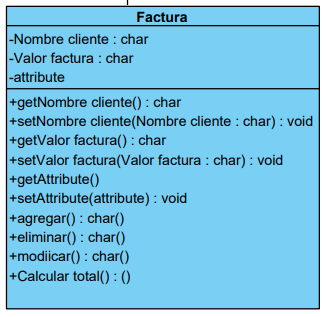 Factura
-Nombre cliente : char
-Valor factura : char
-attribute
+getNombre cliente() : char
+setNombre cliente(Nombre cliente : char) : void
+getValor factura() : char
+setValor factura(Valor factura : char) : void
+getAttribute()
+setAttribute(attribute) : void
+agregar() : char()
+eliminar() : char()
+modiicar() : char()
+Calcular total() : ()